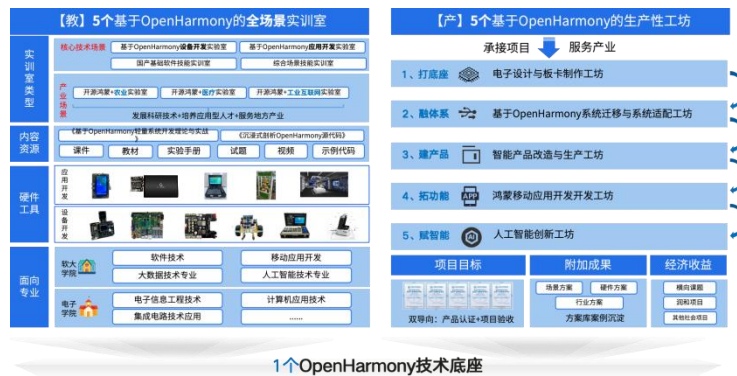 【教】5个基于OpenHarmony的全场景实训室
实训室类型
核心技术场景
基于OpenHarmony设备开发实验室
基于OpenHarmony应用开发实验室
国产基础软件技能实训室
综合场景技能实训室
产业场景
开源鸿蒙+农业实训室
开源鸿蒙+医疗实训室
开源鸿蒙+工业互联网实训室
发展科研技术+培养应用型人才+服务地方产业
内容资源
《基于OpenHarmony轻量系统开发理论与实战》
《沉浸式剖析OpenHarmony源代码》
课件
教材
实验手册
试题
视频
示例代码
硬件工具
应用开发
设备开发
面向专业
软大学院
软件技术
移动应用开发
大数据技术专业
人工智能技术专业
电子学院
电子信息工程技术
计算机应用技术
集成电路技术应用
......
【产】5个基于OpenHarmony的生产性工坊
承接项目
服务产业
1、打底座
电子设计与板卡制作工坊
2、融体系
基于OpenHarmony系统迁移与系统适配工坊
3、建产品
智能产品改造与生产工坊
4、拓功能
APP
鸿蒙移动应用开发开发工坊
5、赋智能
AI
人工智能创新工坊
项目目标
双导向：产品认证+项目验收
附加成果
场景方案
硬件方案
行业方案
方案库案例沉淀
经济收益
横向课题
润和项目
其他社会项目
1个OpenHarmony技术底座